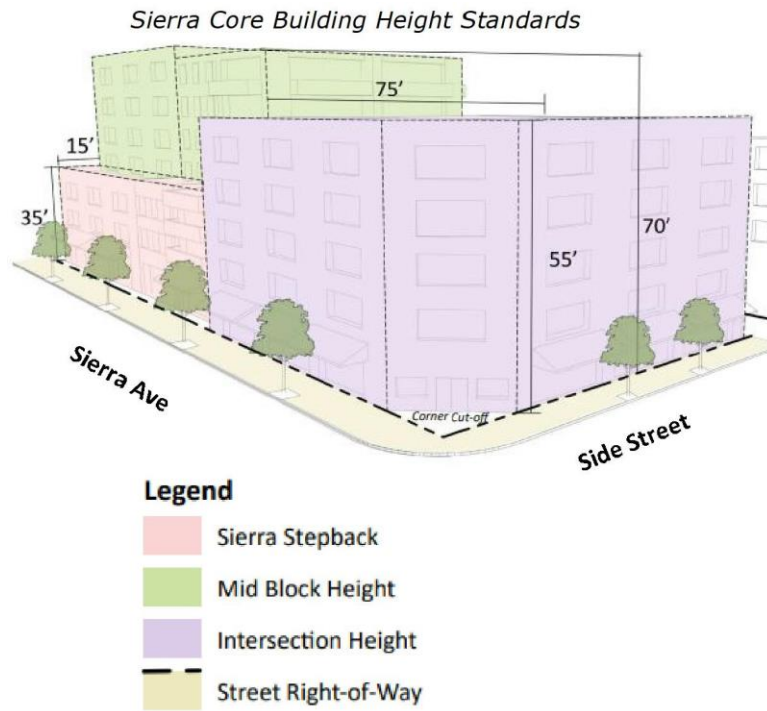 Sierra Core Building Height Standards
75'
15'
35'
70'
55'
Sierra Ave
Corner Cut-off
Side Street
Legend
Sierra Stepback
Mid Block Height
Intersection Height
Street Right-of-Way